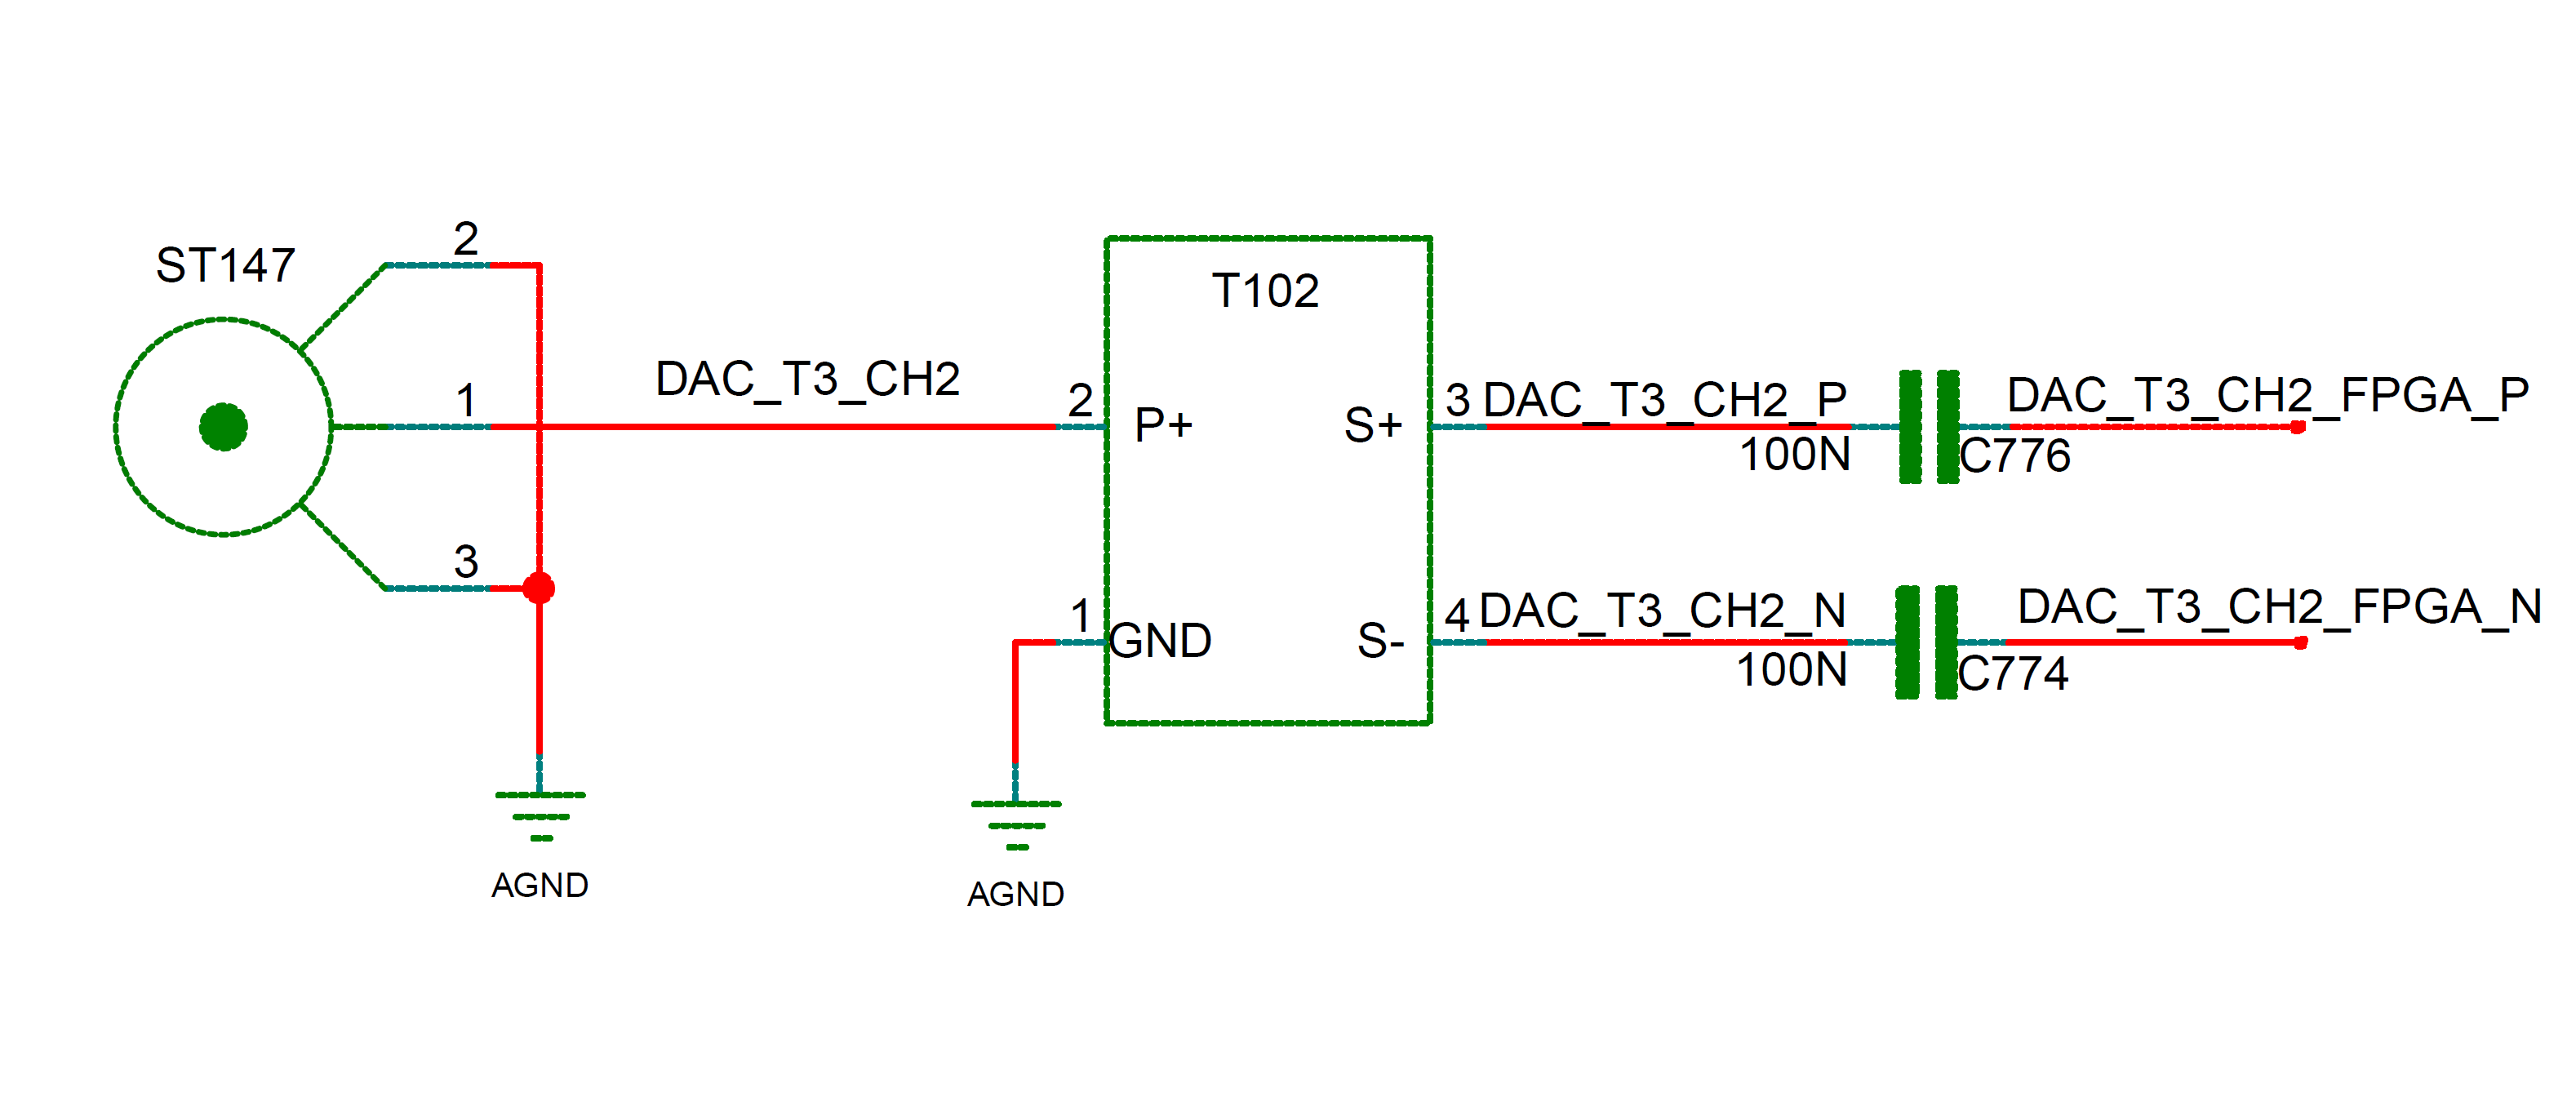 ST147
2
1
3
AGND
DAC_T3_CH2
T102
2
P+
S+
3
1
GND
S-
4
AGND
DAC_T3_CH2_P
100N
C776
DAC_T3_CH2_FPGA_P
DAC_T3_CH2_N
100N
C774
DAC_T3_CH2_FPGA_N